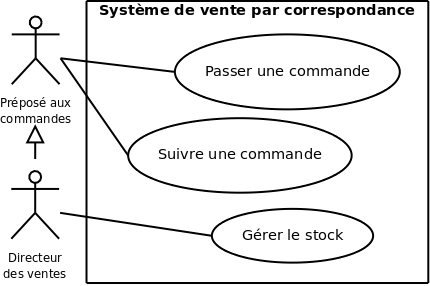 Système de vente par correspondance
Passer une commande
Préposé aux
commandes
Suivre une commande
Gérer le stock
Directeur
des ventes